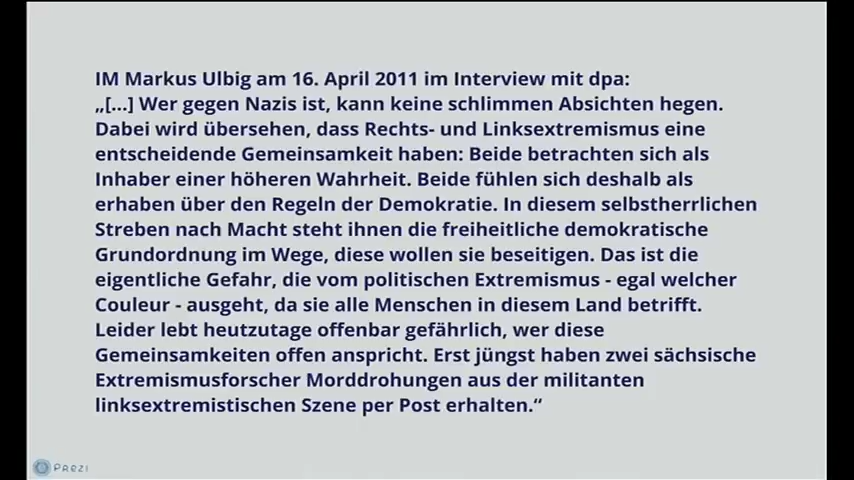 IM Markus Ulbig am 16. April 2011 im Interview mit dpa:
„[...] Wer gegen Nazis ist, kann keine schlimmen Absichten hegen.
Dabei wird übersehen, dass Rechts- und Linksextremismus eine
entscheidende Gemeinsamkeit haben: Beide betrachten sich als
Inhaber einer höheren Wahrheit. Beide fühlen sich deshalb als
erhaben über den Regeln der Demokratie. In diesem selbstherrlichen
Streben nach Macht steht ihnen die freiheitliche demokratische
Grundordnung im Wege, diese wollen sie beseitigen. Das ist die
eigentliche Gefahr, die vom politischen Extremismus - egal welcher
Couleur - ausgeht, da sie alle Menschen in diesem Land betrifft.
Leider lebt heutzutage offenbar gefährlich, wer diese
Gemeinsamkeiten offen anspricht. Erst jüngst haben zwei sächsische
Extremismusforscher Morddrohungen aus der militanten
linksextremistischen Szene per Post erhalten.“
Prezi